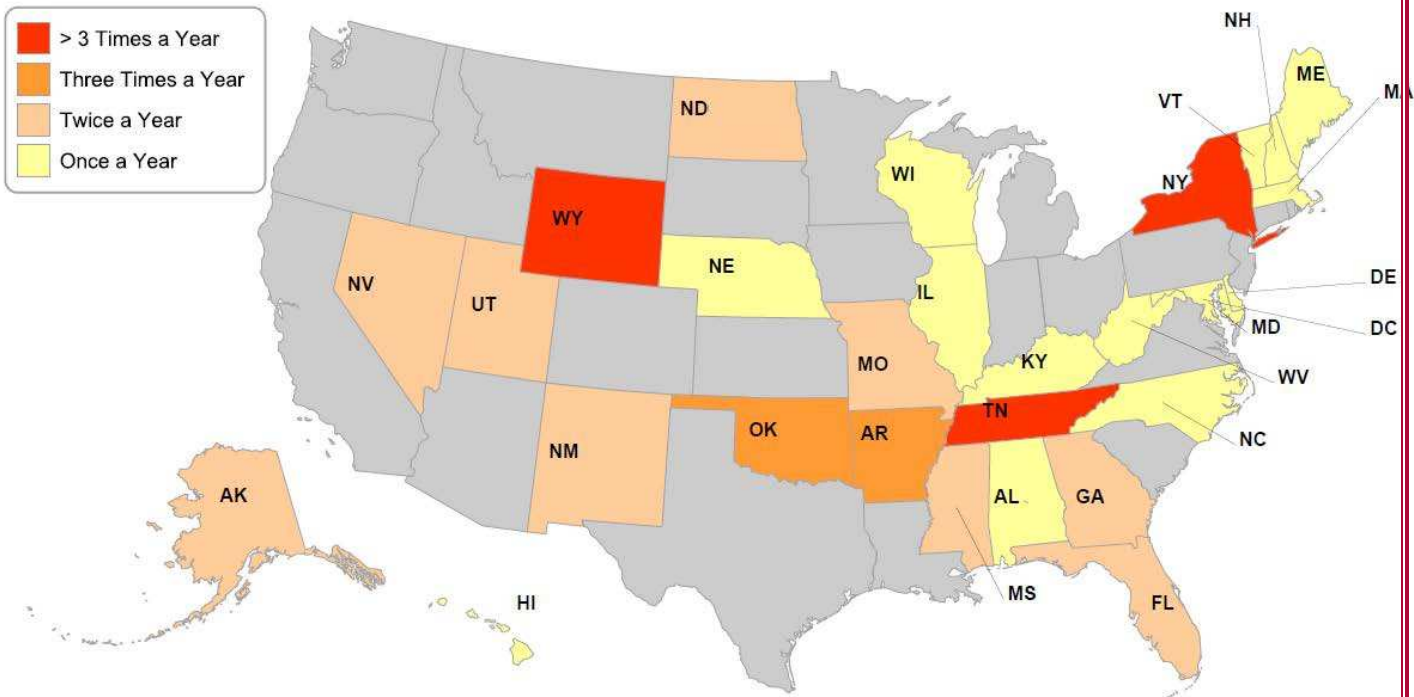 > 3 Times a Year
Three Times a Year
Twice a Year
Once a Year
NH
ME
MA
VT
ND
NY
WI
WY
NE
DE
NV
UT
IL
MD
DC
MO
KY
WV
TN
OK
AR
NC
NM
AK
AL
GA
MS
HI
FL